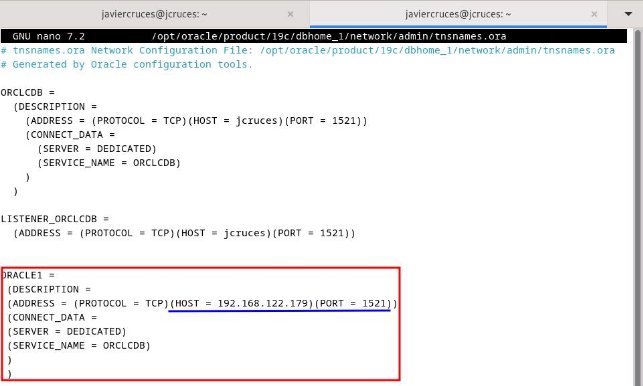 javiercruces@jcruces: ~ × javiercruces@jcruces: ~ ×
GNU nano 7.2 /opt/oracle/product/19c/dbhome_1/network/admin/tnsnames.ora
# tnsnames.ora Network Configuration File: /opt/oracle/product/19c/dbhome_1/network/admin/tnsnames.ora
# Generated by Oracle configuration tools.
ORCLCDB =
(DESCRIPTION =
(ADDRESS = (PROTOCOL = TCP)(HOST = jcruces)(PORT = 1521))
(CONNECT_DATA =
(SERVER = DEDICATED)
(SERVICE_NAME = ORCLCDB)
)
)
LISTENER_ORCLCDB =
(ADDRESS = (PROTOCOL = TCP)(HOST = jcruces)(PORT = 1521))
ORACLE1 =
(DESCRIPTION =
(ADDRESS = (PROTOCOL = TCP)(HOST = 192.168.122.179)(PORT = 1521))
(CONNECT_DATA =
(SERVER = DEDICATED)
(SERVICE_NAME = ORCLCDB)
)
)